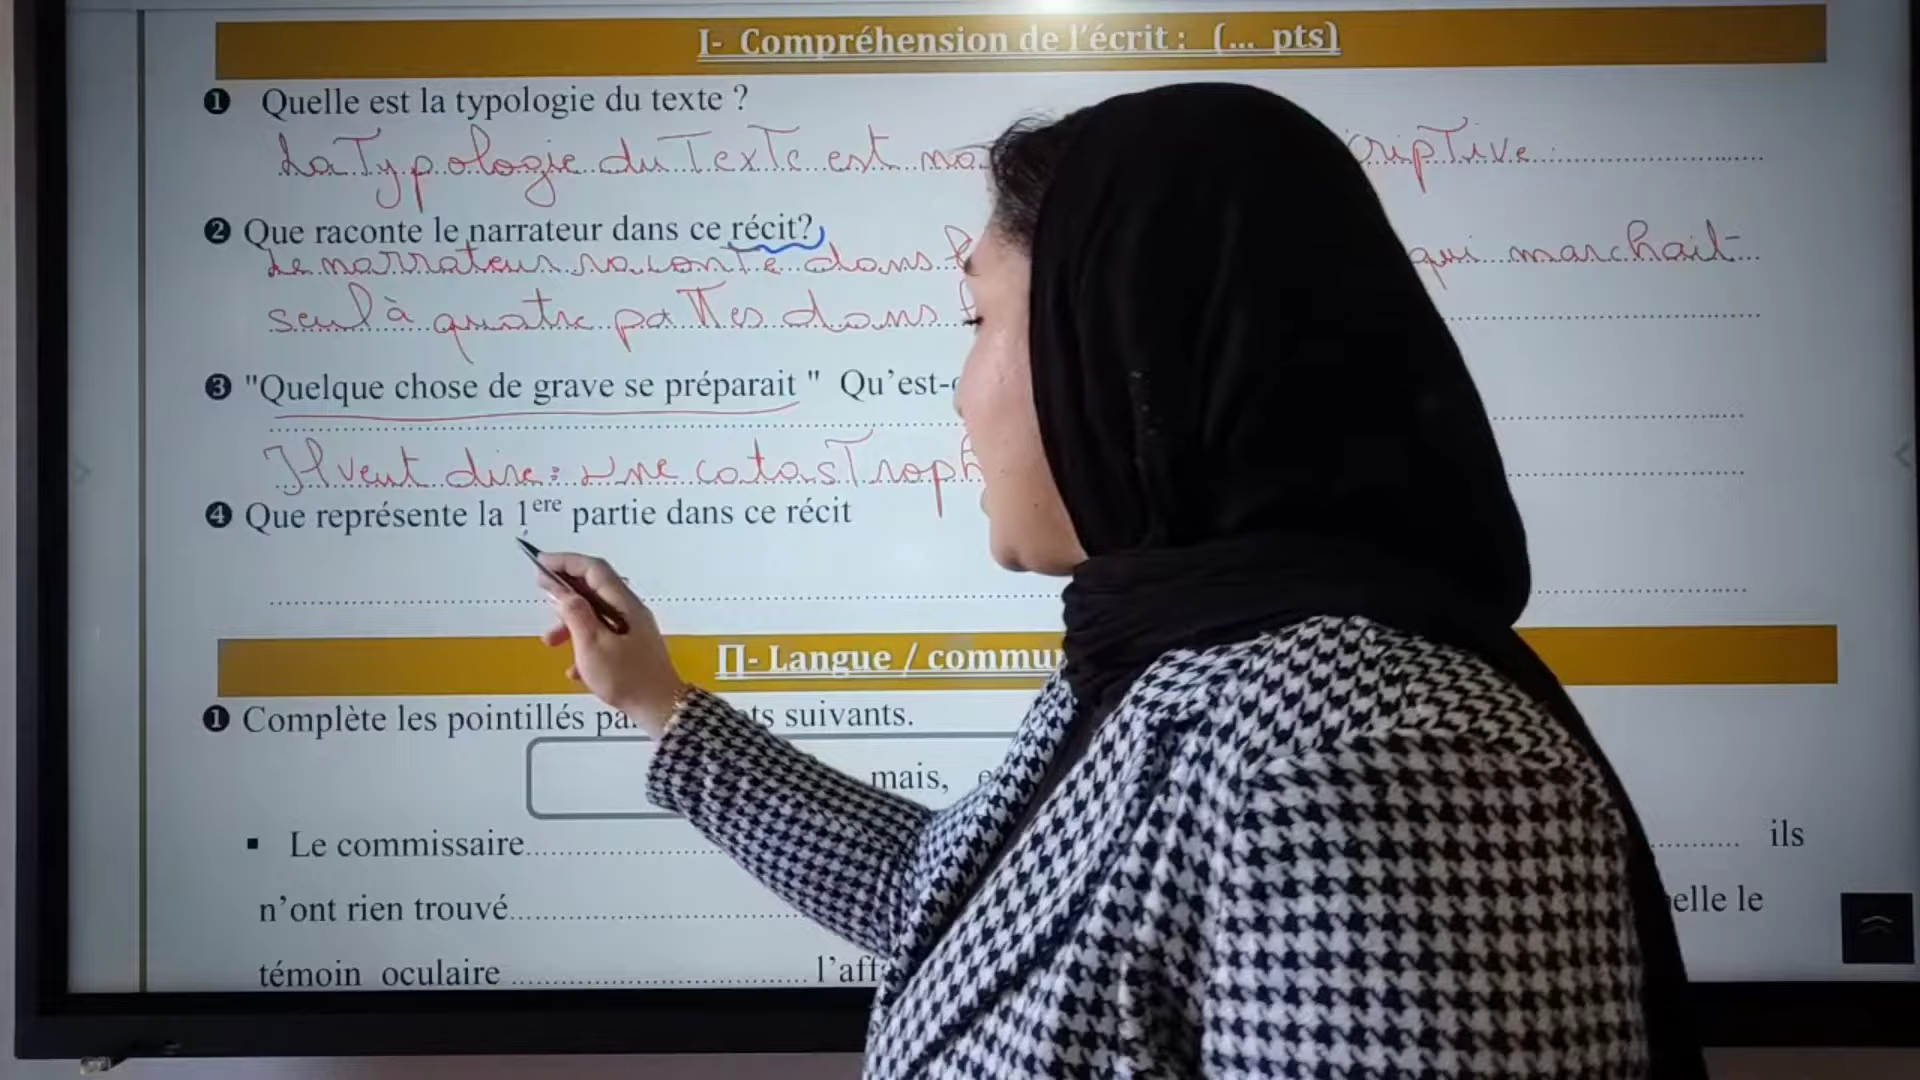 I- Compréhension de l'écrit : (... pts)
❶ Quelle est la typologie du texte ?
La Typologie du Texte est criptive.
❷ Que raconte le narrateur dans ce récit?
Le narrateur raconte dans qui marchait
seul à quatre pattes dans
❸ "Quelque chose de grave se préparait " Qu'est-
Il veut dire: une catastroph
❹ Que représente la 1ere partie dans ce récit
II- Langue / commu
❶ Complète les pointillés pa ts suivants.
mais,
▪ Le commissaire.................... ........... ils
n'ont rien trouvé.............................. elle le
témoin oculaire .............................. l'aff